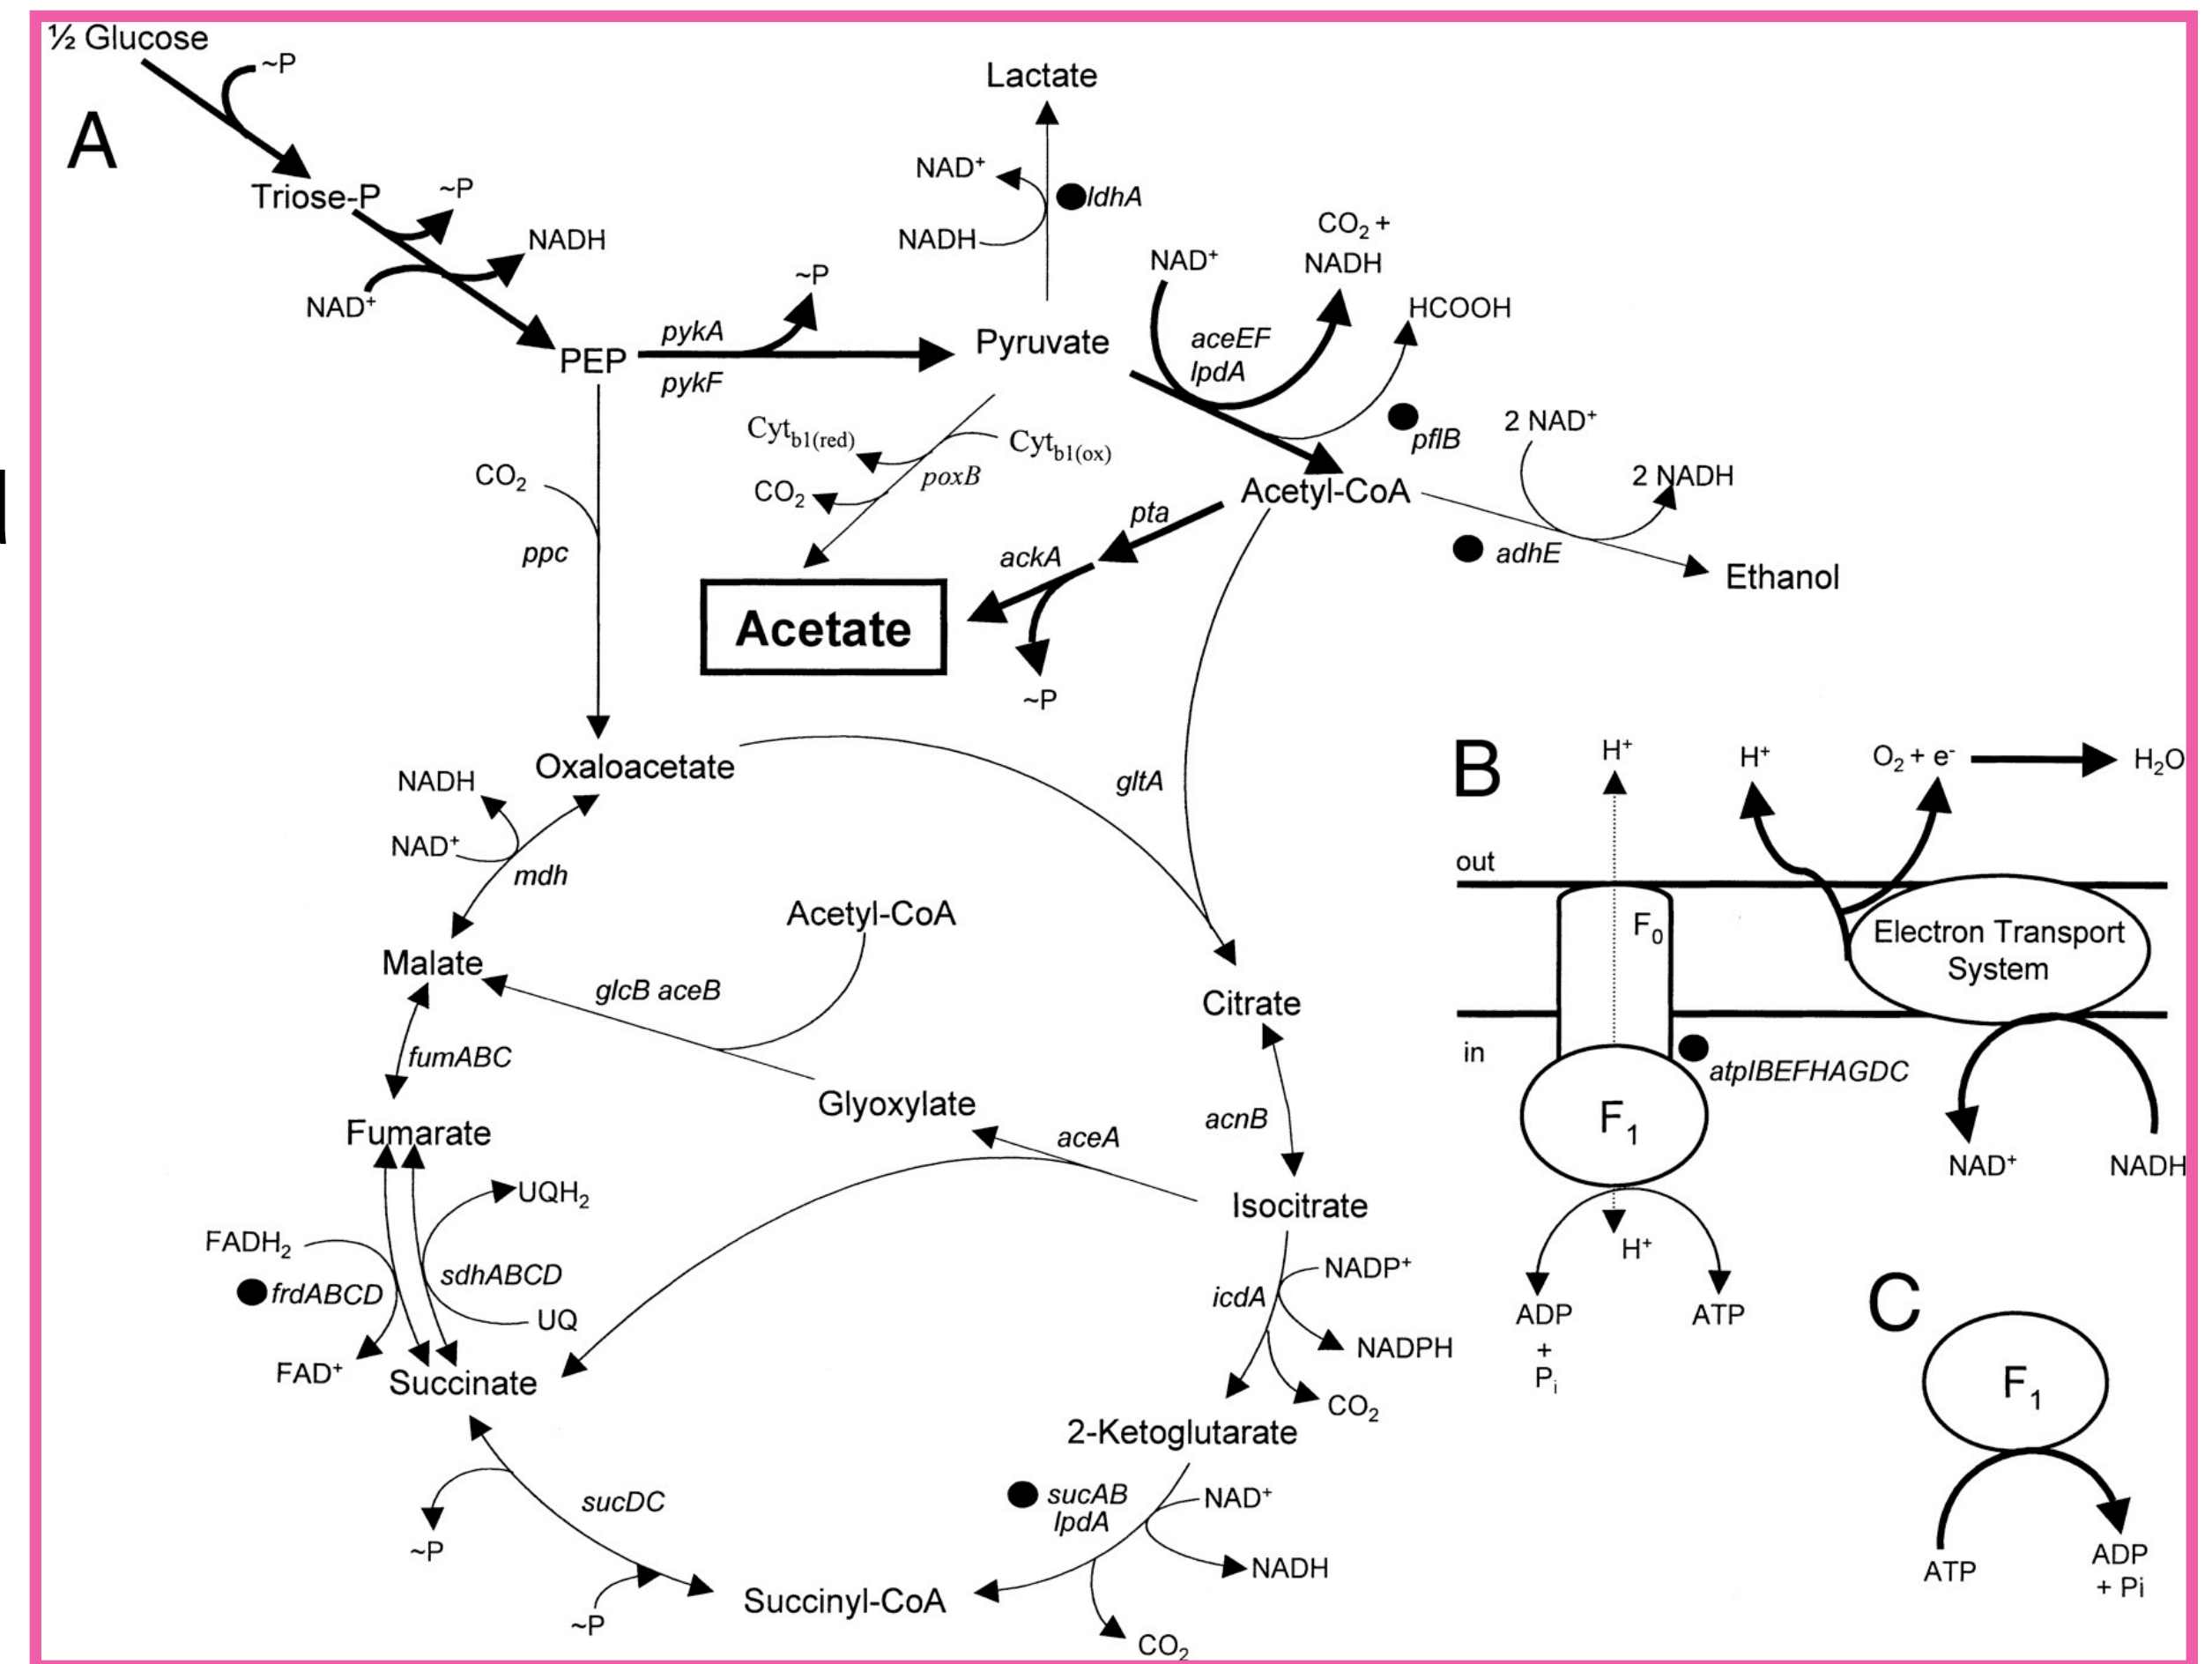 ½ Glucose
~P
A
Triose-P
~P
NADH
NAD⁺
PEP
pykA
pykF
~P
Pyruvate
Lactate
NAD⁺
NADH
ldhA
NAD⁺
CO₂ +
NADH
aceEF
lpdA
HCOOH
pflB
Acetyl-CoA
2 NAD⁺
2 NADH
adhE
Ethanol
Cyt b1(red)
Cyt b1(ox)
CO₂
poxB
pta
ackA
Acetate
~P
CO₂
ppc
Oxaloacetate
gltA
NADH
NAD⁺
mdh
Malate
Acetyl-CoA
glcB aceB
Glyoxylate
Citrate
acnB
aceA
Isocitrate
fumABC
Fumarate
UQH₂
FADH₂
sdhABCD
frdABCD
UQ
FAD⁺
Succinate
NADP⁺
icdA
NADPH
CO₂
2-Ketoglutarate
sucAB
lpdA
NAD⁺
NADH
CO₂
Succinyl-CoA
sucDC
~P
~P
B
H⁺
H⁺
O₂ + e⁻
H₂O
out
F₀
Electron Transport
System
in
atpIBEFHAGDC
F₁
NAD⁺
NADH
H⁺
ADP
+
Pᵢ
ATP
C
F₁
ATP
ADP
+ Pi